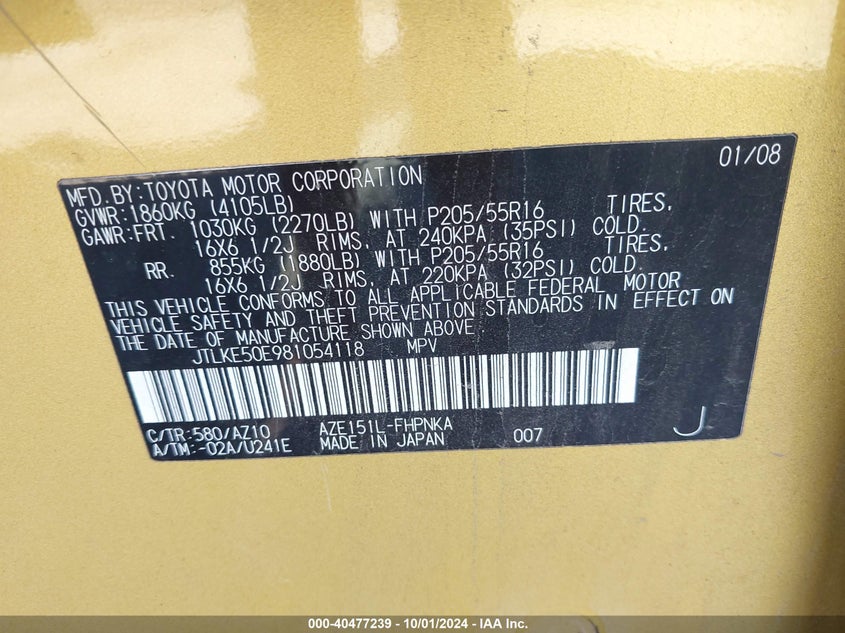 01/08
MFD.BY:TOYOTA MOTOR CORPORATION
GVWR:1860KG (4105LB)
GAWR:FRT. 1030KG (2270LB) WITH P205/55R16 TIRES,
16X6 1/2J RIMS, AT 240KPA (35PSI) COLD.
RR. 855KG (1880LB) WITH P205/55R16 TIRES,
16X6 1/2J RIMS, AT 220KPA (32PSI) COLD.
THIS VEHICLE CONFORMS TO ALL APPLICABLE FEDERAL MOTOR
VEHICLE SAFETY AND THEFT PREVENTION STANDARDS IN EFFECT ON
THE DATE OF MANUFACTURE SHOWN ABOVE.
JTLKE50E981054118 MPV
C/TR:580/AZ10 AZE151L-FHPNKA
A/TM:-02A/U241E MADE IN JAPAN 007 J
000-40477239 - 10/01/2024 - IAA Inc.